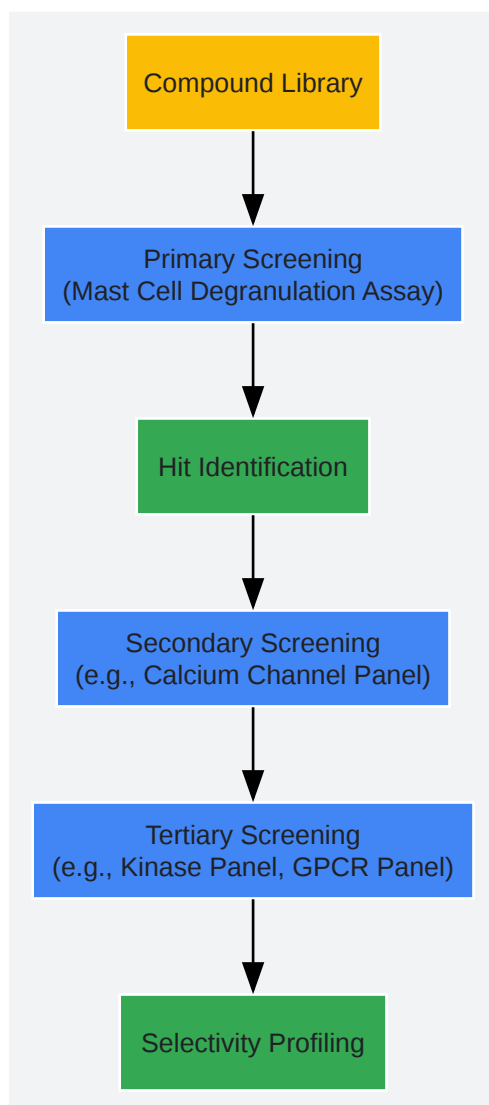 Compound Library
Primary Screening
(Mast Cell Degranulation Assay)
Hit Identification
Secondary Screening
(e.g., Calcium Channel Panel)
Tertiary Screening
(e.g., Kinase Panel, GPCR Panel)
Selectivity Profiling